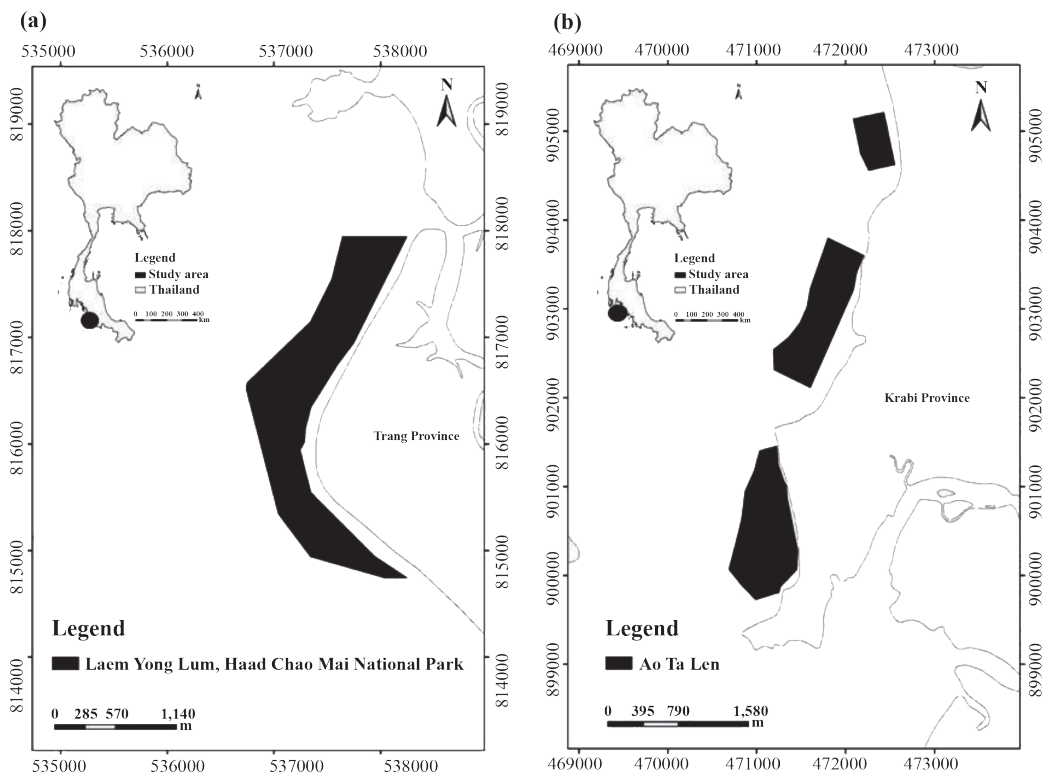 (a)
535000 536000 537000 538000
819000 819000
818000 818000
817000 817000
816000 816000
815000 815000
814000 814000
N
N
Legend
Study area
Thailand
0 100 200 300 400
km
Trang Province
Legend
Laem Yong Lum, Haad Chao Mai National Park
0 285 570 1,140
m
535000 536000 537000 538000
(b)
469000 470000 471000 472000 473000
905000 905000
904000 904000
903000 903000
902000 902000
901000 901000
900000 900000
899000 899000
N
N
Legend
Study area
Thailand
0 100 200 300 400
km
Krabi Province
Legend
Ao Ta Len
0 395 790 1,580
m
469000 470000 471000 472000 473000